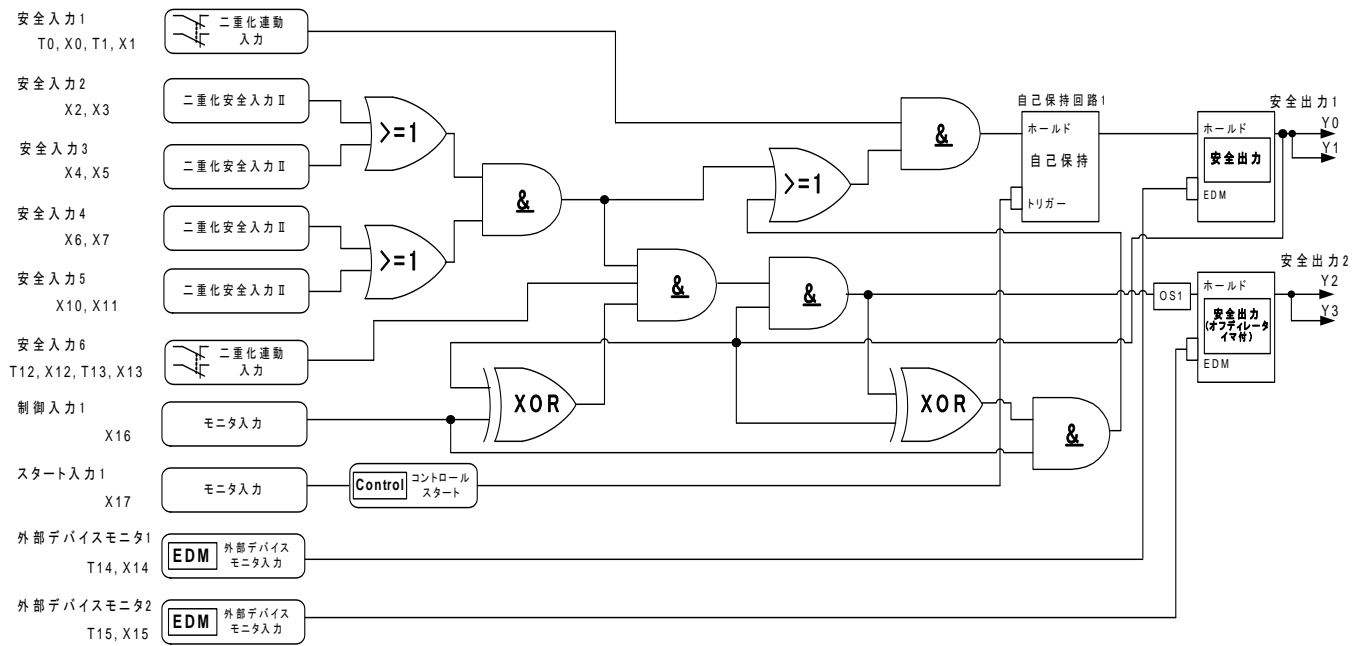 安全入力1
T0, X0, T1, X1
二重化連動
入力
安全入力2
X2, X3
二重化安全入力Ⅱ
安全入力3
X4, X5
二重化安全入力Ⅱ
安全入力4
X6, X7
二重化安全入力Ⅱ
安全入力5
X10, X11
二重化安全入力Ⅱ
安全入力6
T12, X12, T13, X13
二重化連動
入力
制御入力1
X16
モニタ入力
スタート入力1
X17
モニタ入力
Control
コントロール
スタート
外部デバイスモニタ1
T14, X14
EDM
外部デバイス
モニタ入力
外部デバイスモニタ2
T15, X15
EDM
外部デバイス
モニタ入力
>=1
>=1
&
&
XOR
&
>=1
&
XOR
&
自己保持回路1
ホールド
自己保持
トリガー
安全出力1
ホールド
安全出力
EDM
Y0
Y1
OS1
安全出力2
ホールド
安全出力
(オフディレータ
イマ付)
EDM
Y2
Y3